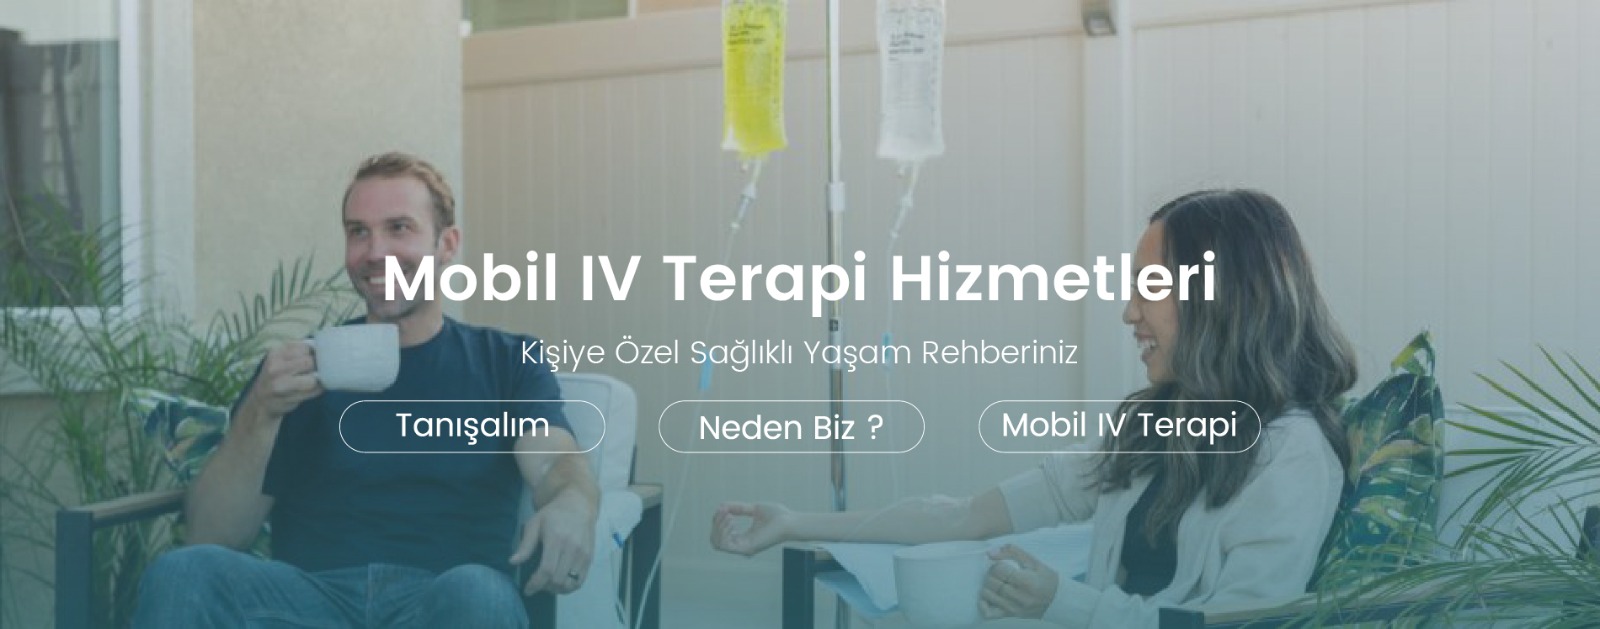 Mobil IV Terapi Hizmetleri
Kişiye Özel Sağlıklı Yaşam Rehberiniz
Tanışalım
Neden Biz ?
Mobil IV Terapi